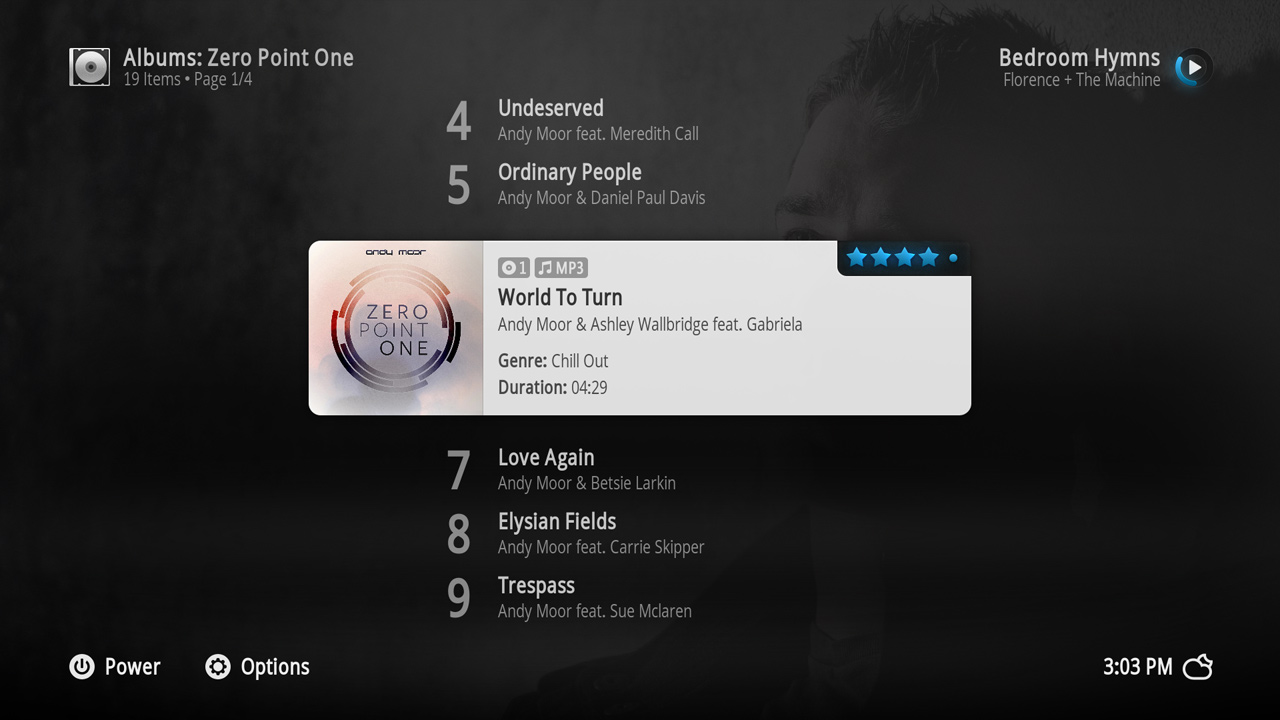 Albums: Zero Point One
19 Items • Page 1/4
Bedroom Hymns
Florence + The Machine
4 Undeserved
Andy Moor feat. Meredith Call
5 Ordinary People
Andy Moor & Daniel Paul Davis
andy moor
ZERO
POINT
ONE
1 MP3
World To Turn
Andy Moor & Ashley Wallbridge feat. Gabriela
Genre: Chill Out
Duration: 04:29
7 Love Again
Andy Moor & Betsie Larkin
8 Elysian Fields
Andy Moor feat. Carrie Skipper
9 Trespass
Andy Moor feat. Sue Mclaren
Power Options
3:03 PM